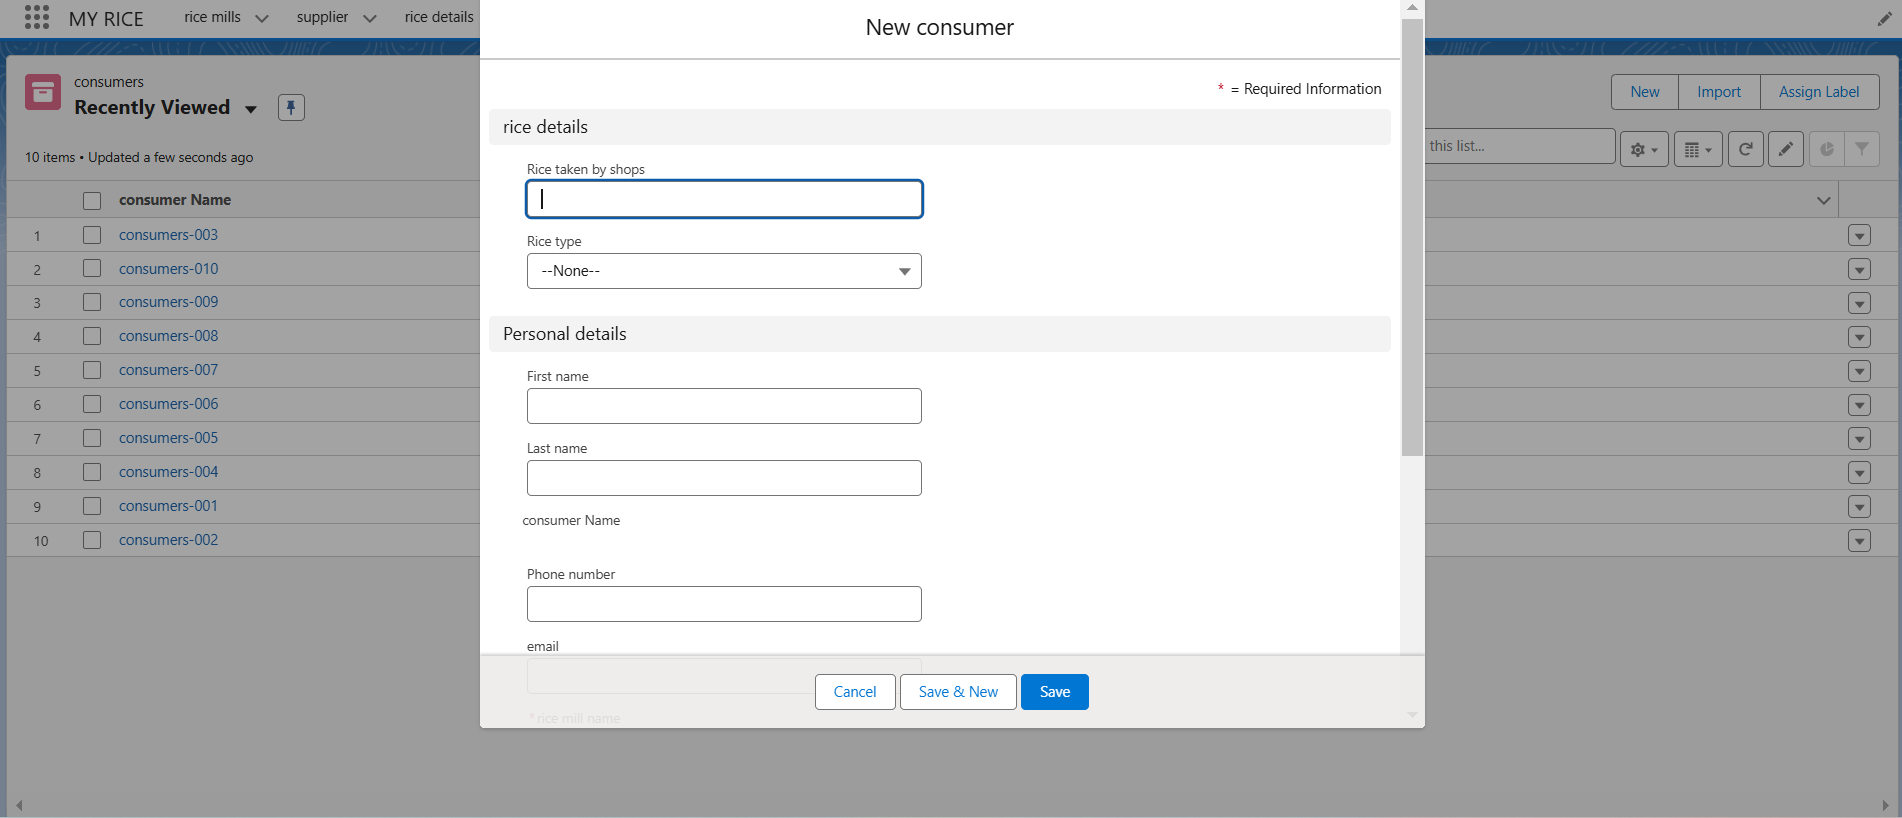 MY RICE
rice mills
supplier
rice details
consumers
Recently Viewed
10 items • Updated a few seconds ago
New
Import
Assign Label
this list...
consumer Name
1 consumers-003
2 consumers-010
3 consumers-009
4 consumers-008
5 consumers-007
6 consumers-006
7 consumers-005
8 consumers-004
9 consumers-001
10 consumers-002
New consumer
* = Required Information
rice details
Rice taken by shops
Rice type
--None--
Personal details
First name
Last name
consumer Name
Phone number
email
*rice mill name
Cancel
Save & New
Save